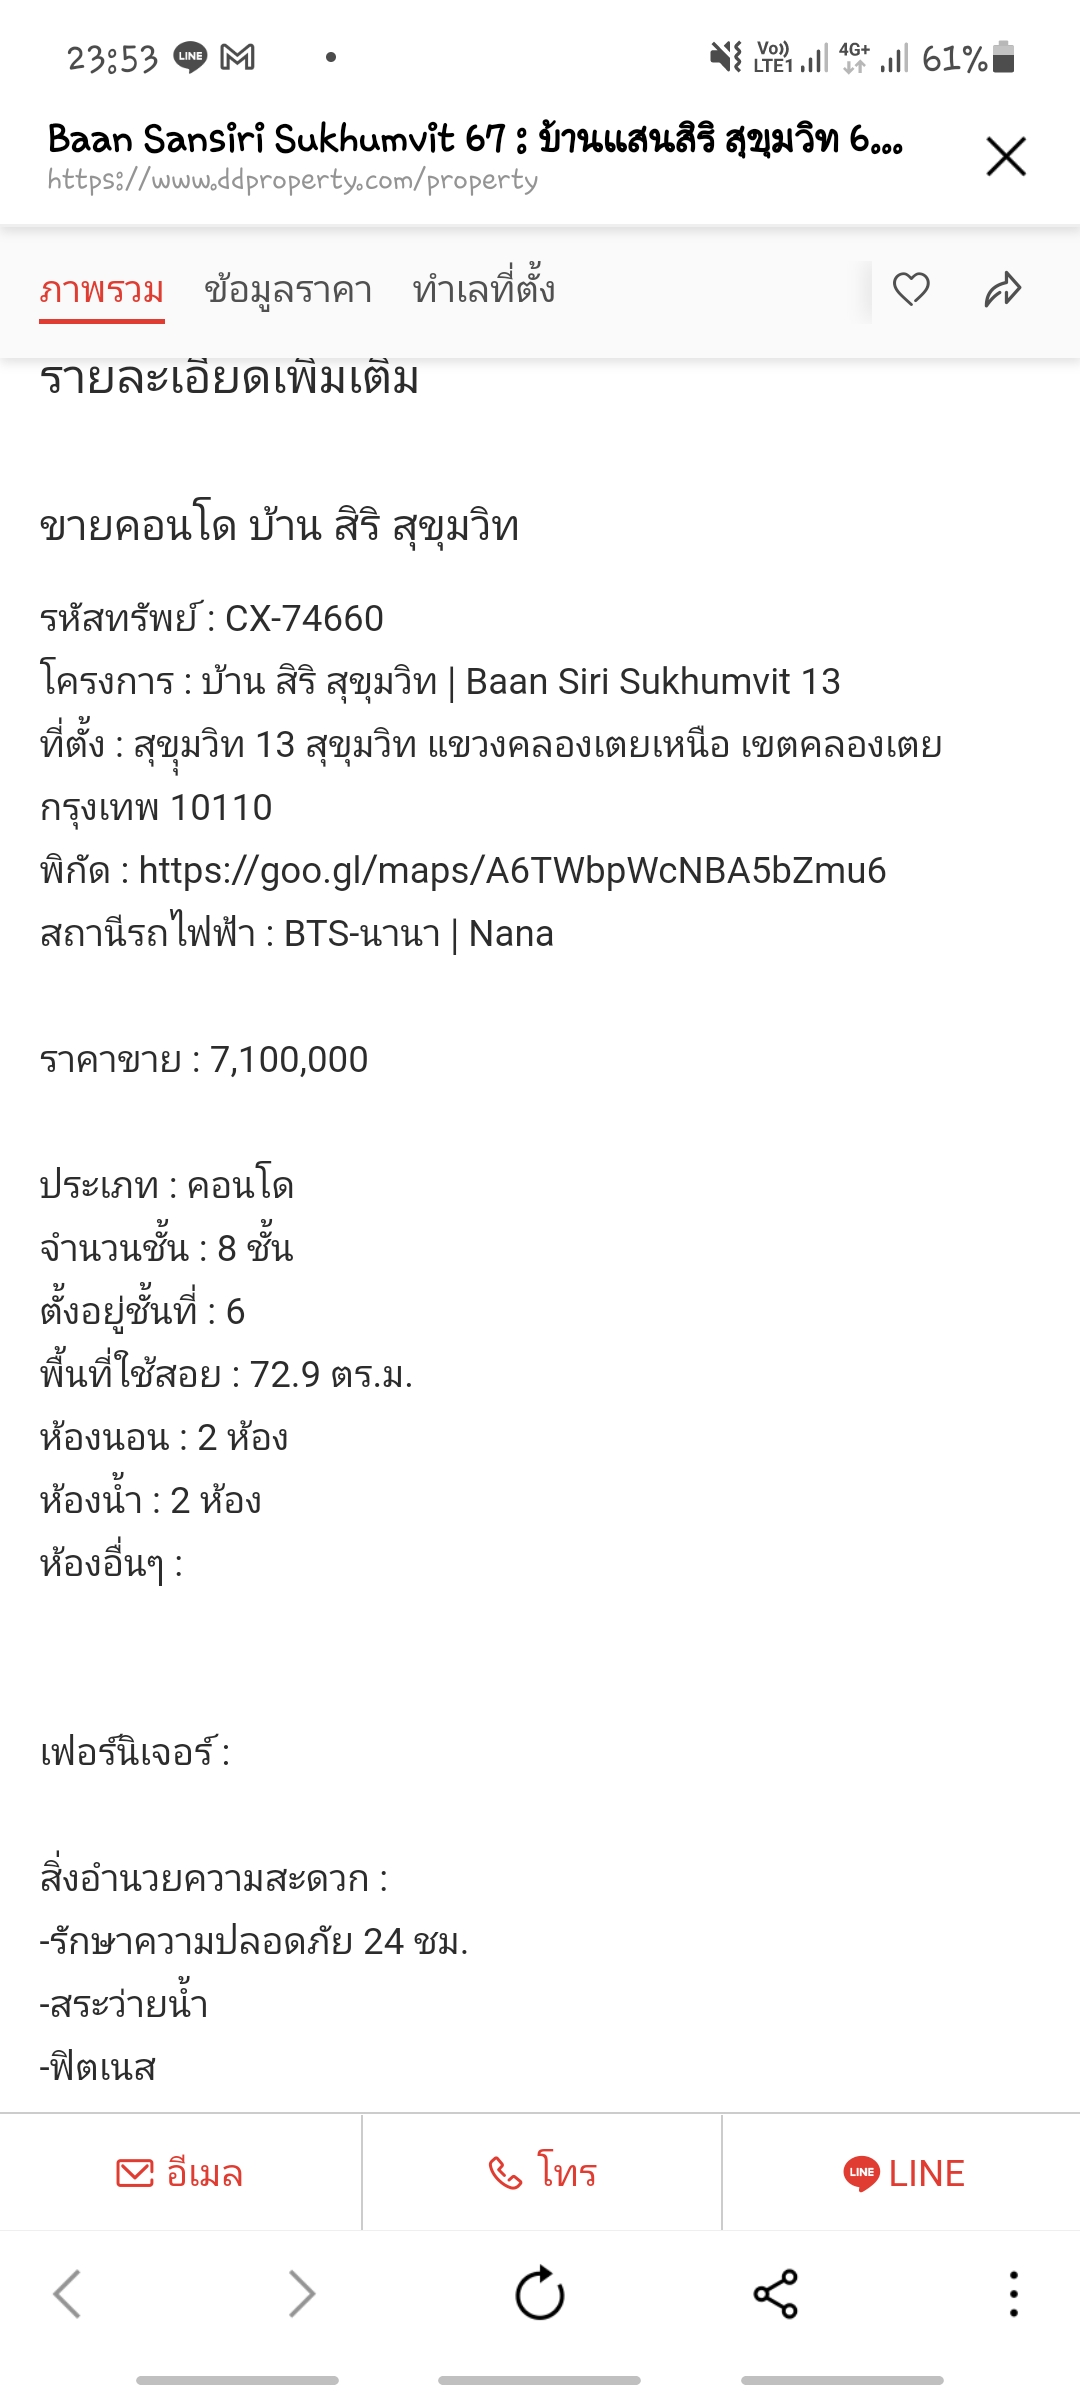 23:53 LINE Vo)) LTE1 4G+ 61%
Baan Sansiri Sukhumvit 67 : บ้านแสนสิริ สุขุมวิท 6...
https://www.ddproperty.com/property
ภาพรวม ข้อมูลราคา ทำเลที่ตั้ง
รายละเอียดเพิ่มเติม
ขายคอนโด บ้าน สิริ สุขุมวิท
รหัสทรัพย์ : CX-74660
โครงการ : บ้าน สิริ สุขุมวิท | Baan Siri Sukhumvit 13
ที่ตั้ง : สุขุุมวิท 13 สุขุมวิท แขวงคลองเตยเหนือ เขตคลองเตย
กรุงเทพ 10110
พิกัด : https://goo.gl/maps/A6TWbpWcNBA5bZmu6
สถานีรถไฟฟ้า : BTS-นานา | Nana
ราคาขาย : 7,100,000
ประเภท : คอนโด
จำนวนชั้น : 8 ชั้น
ตั้งอยู่ชั้นที่ : 6
พื้นที่ใช้สอย : 72.9 ตร.ม.
ห้องนอน : 2 ห้อง
ห้องน้ำ : 2 ห้อง
ห้องอื่นๆ :
เฟอร์นิเจอร์ :
สิ่งอำนวยความสะดวก :
-รักษาความปลอดภัย 24 ชม.
-สระว่ายน้ำ
-ฟิตเนส
อีเมล โทร LINE LINE